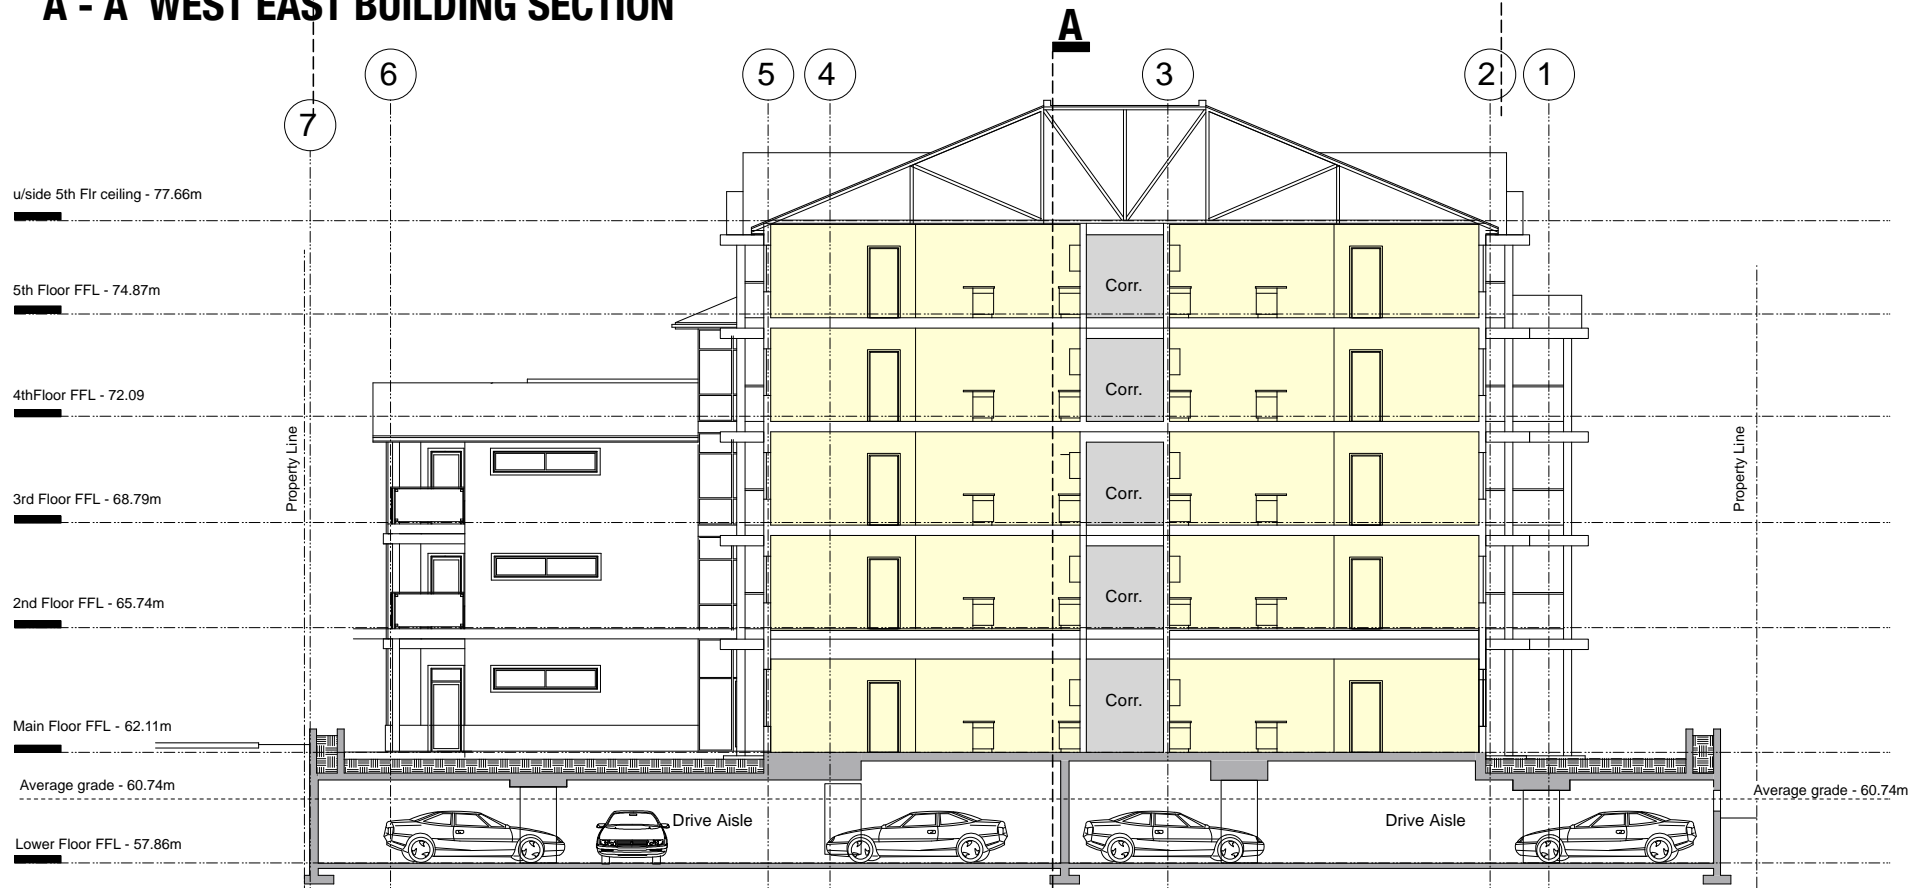 A - A WEST EAST BUILDING SECTION
A
6
5
4
3
2
1
7
u/side 5th Flr ceiling - 77.66m
5th Floor FFL - 74.87m
Corr.
4thFloor FFL - 72.09
Corr.
Property Line
Property Line
3rd Floor FFL - 68.79m
Corr.
2nd Floor FFL - 65.74m
Corr.
Main Floor FFL - 62.11m
Corr.
Average grade - 60.74m
Average grade - 60.74m
Drive Aisle
Drive Aisle
Lower Floor FFL - 57.86m